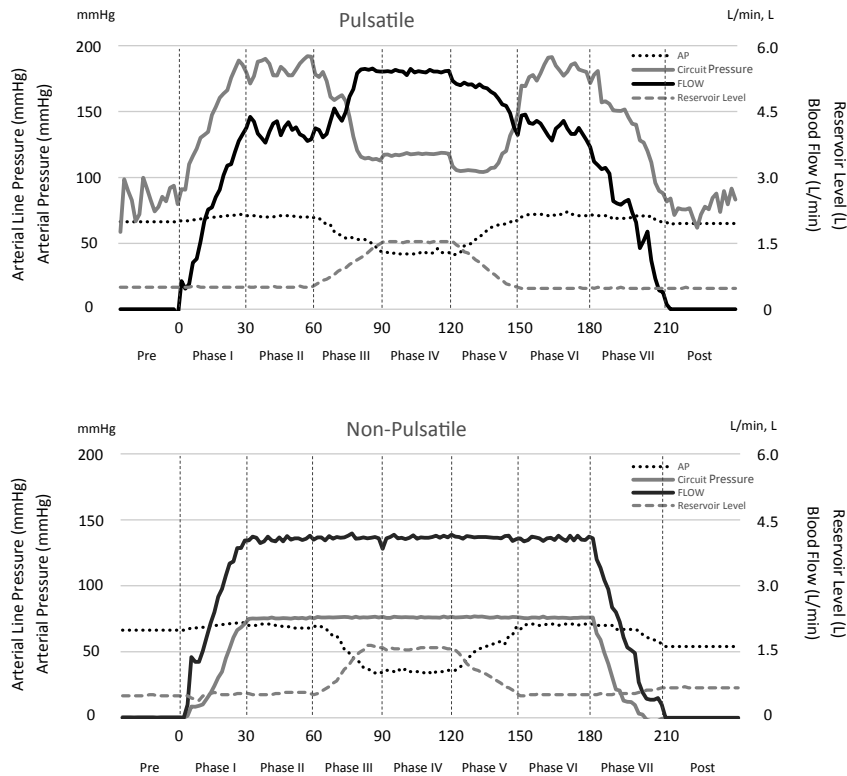 Pulsatile
mmHg
L/min, L
200
150
100
50
0
6.0
4.5
3.0
1.5
0
AP
Circuit Pressure
FLOW
Reservoir Level
Arterial Line Pressure (mmHg)
Arterial Pressure (mmHg)
Reservoir Level (L)
Blood Flow (L/min)
0 30 60 90 120 150 180 210
Pre Phase I Phase II Phase III Phase IV Phase V Phase VI Phase VII Post
Non-Pulsatile
mmHg
L/min, L
200
150
100
50
0
6.0
4.5
3.0
1.5
0
AP
Circuit Pressure
FLOW
Reservoir Level
Arterial Line Pressure (mmHg)
Arterial Pressure (mmHg)
Reservoir Level (L)
Blood Flow (L/min)
0 30 60 90 120 150 180 210
Pre Phase I Phase II Phase III Phase IV Phase V Phase VI Phase VII Post